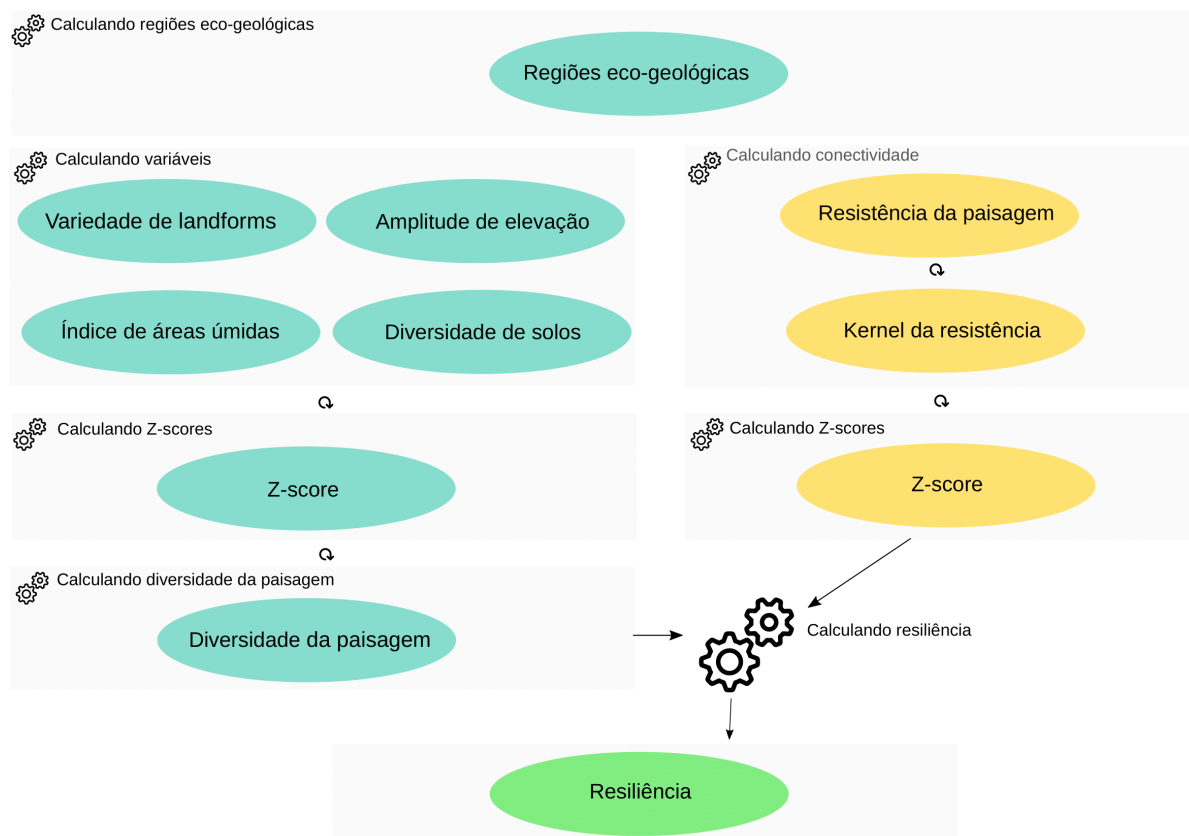 Calculando regiões eco-geológicas
Regiões eco-geológicas
Calculando variáveis
Variedade de landforms
Amplitude de elevação
Índice de áreas úmidas
Diversidade de solos
Calculando conectividade
Resistência da paisagem
Kernel da resistência
Calculando Z-scores
Z-score
Calculando Z-scores
Z-score
Calculando diversidade da paisagem
Diversidade da paisagem
Calculando resiliência
Resiliência